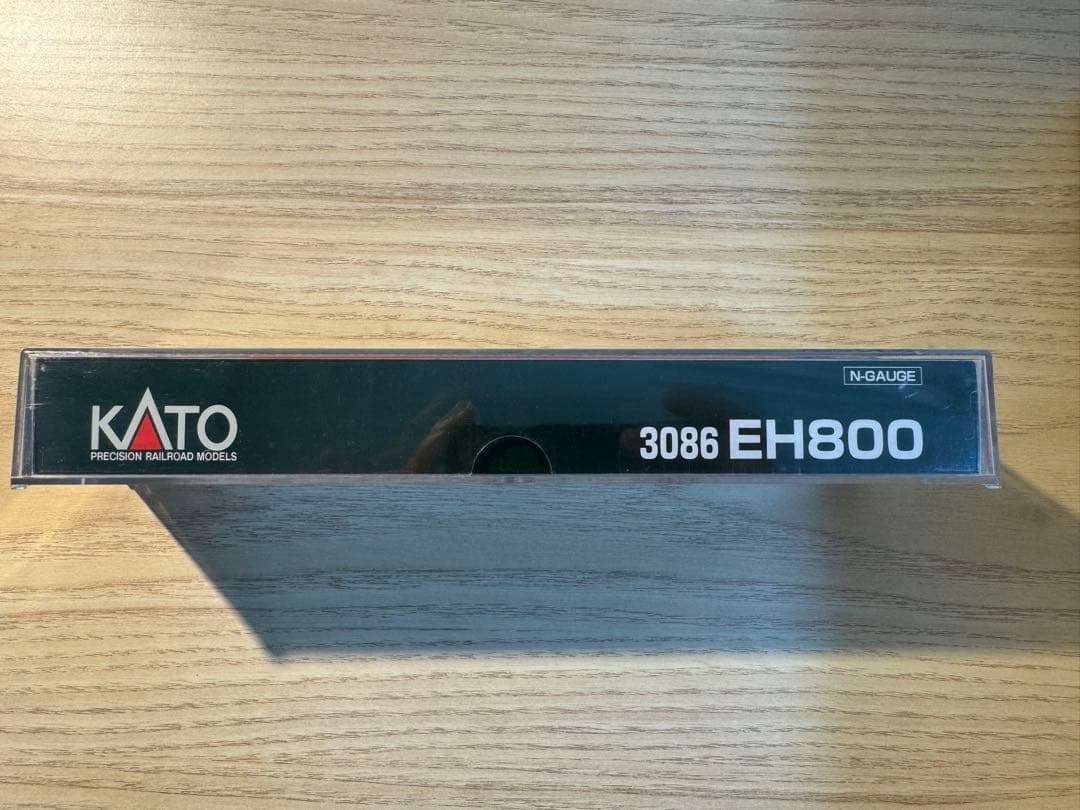 N-GAUGE
KATO
PRECISION RAILROAD MODELS
3086 EH800